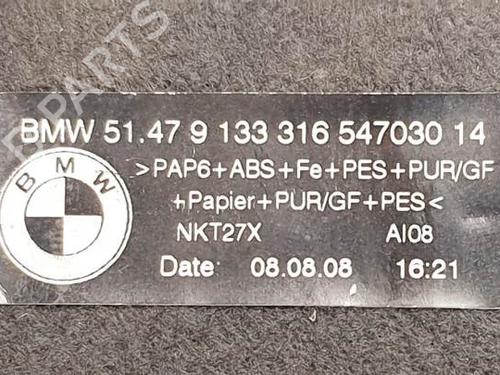 BMW 51.47 9 133 316 547030 14
>PAP6+ABS+Fe+PES+PUR/GF
+Papier+PUR/GF+PES<
BMW
NKT27X AI08
Date: 08.08.08 16:21